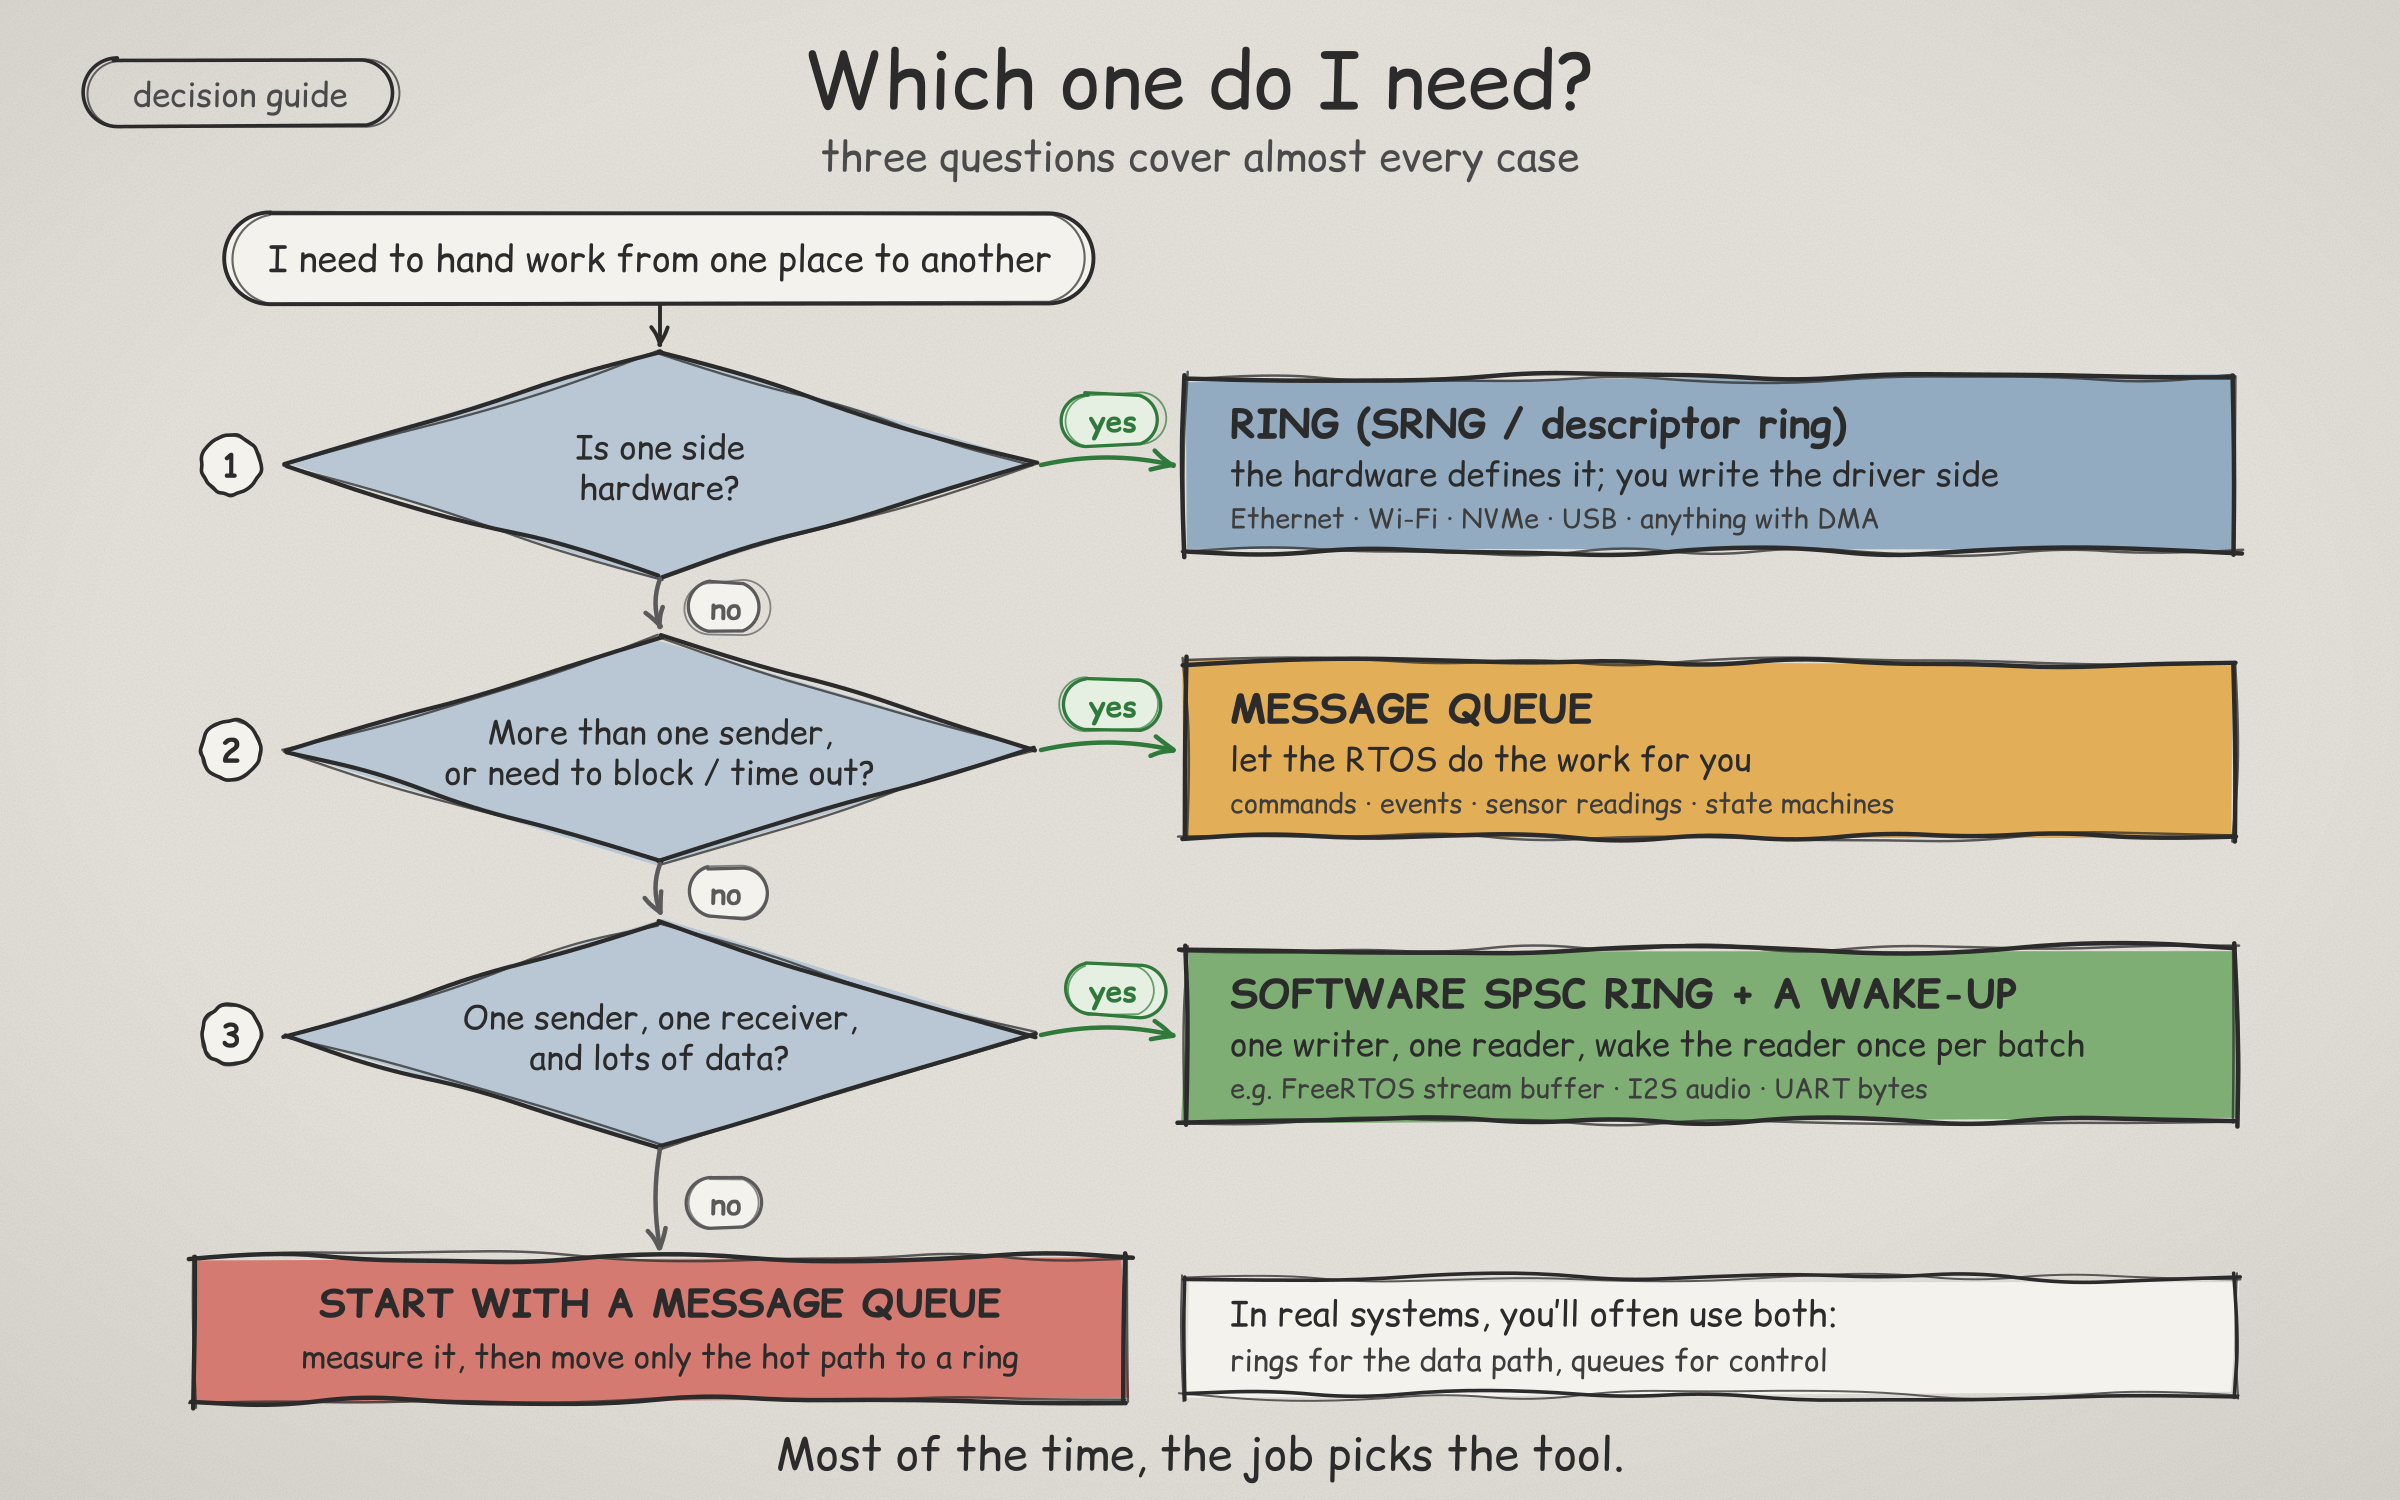 decision guide
Which one do I need?
three questions cover almost every case
I need to hand work from one place to another
1
Is one side
hardware?
yes
RING (SRNG / descriptor ring)
the hardware defines it; you write the driver side
Ethernet · Wi-Fi · NVMe · USB · anything with DMA
no
2
More than one sender,
or need to block / time out?
yes
MESSAGE QUEUE
let the RTOS do the work for you
commands · events · sensor readings · state machines
no
3
One sender, one receiver,
and lots of data?
yes
SOFTWARE SPSC RING + A WAKE-UP
one writer, one reader, wake the reader once per batch
e.g. FreeRTOS stream buffer · I2S audio · UART bytes
no
START WITH A MESSAGE QUEUE
measure it, then move only the hot path to a ring
In real systems, you'll often use both:
rings for the data path, queues for control
Most of the time, the job picks the tool.